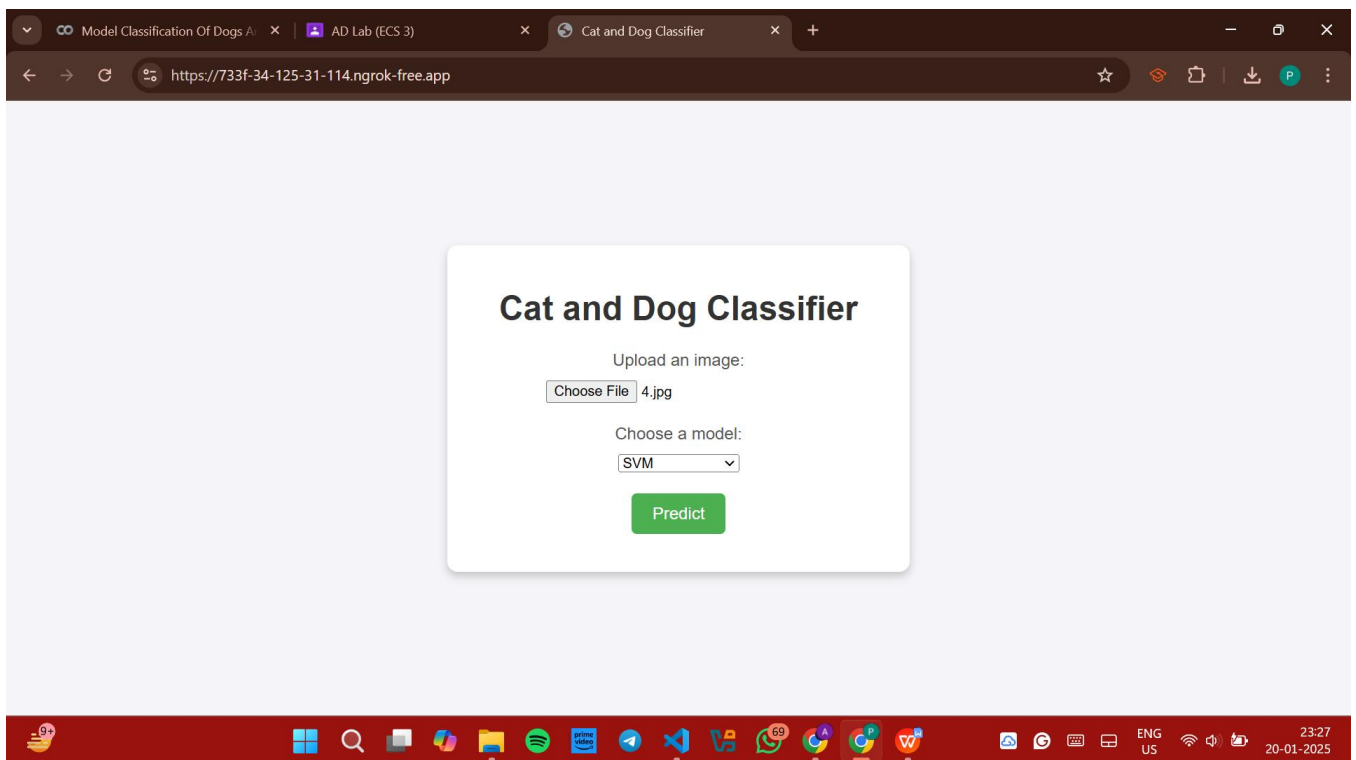 Model Classification Of Dogs A
AD Lab (ECS 3)
Cat and Dog Classifier
https://733f-34-125-31-114.ngrok-free.app
P
Cat and Dog Classifier
Upload an image:
Choose File 4.jpg
Choose a model:
SVM
Predict
9+
prime
video
69
A
P
W
G
ENG
US
23:27
20-01-2025